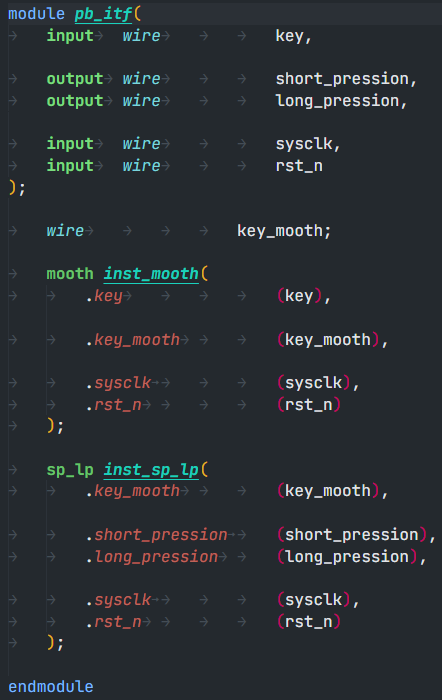 module pb_itf(
input wire key,
output wire short_pression,
output wire long_pression,
input wire sysclk,
input wire rst_n
);
wire key_mooth;
mooth inst_mooth(
.key (key),
.key_mooth (key_mooth),
.sysclk (sysclk),
.rst_n (rst_n)
);
sp_lp inst_sp_lp(
.key_mooth (key_mooth),
.short_pression (short_pression),
.long_pression (long_pression),
.sysclk (sysclk),
.rst_n (rst_n)
);
endmodule